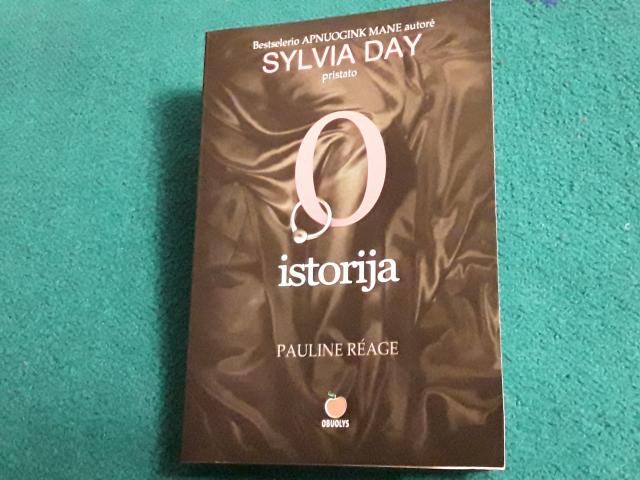 Bestselerio APNUOGINK MANE autorė
SYLVIA DAY
pristato
O
istorija
PAULINE RÉAGE
OBUOLYS